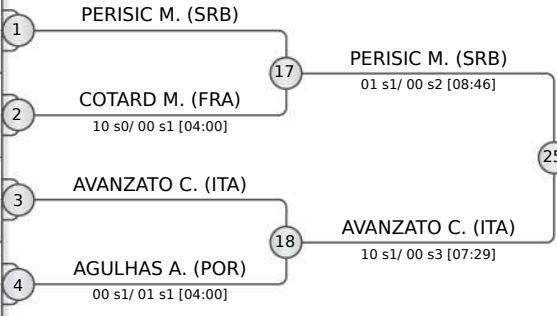 PERISIC M. (SRB)
1
17
PERISIC M. (SRB)
01 s1/ 00 s2 [08:46]
COTARD M. (FRA)
2
10 s0/ 00 s1 [04:00]
25
AVANZATO C. (ITA)
3
18
AVANZATO C. (ITA)
10 s1/ 00 s3 [07:29]
AGULHAS A. (POR)
4
00 s1/ 01 s1 [04:00]